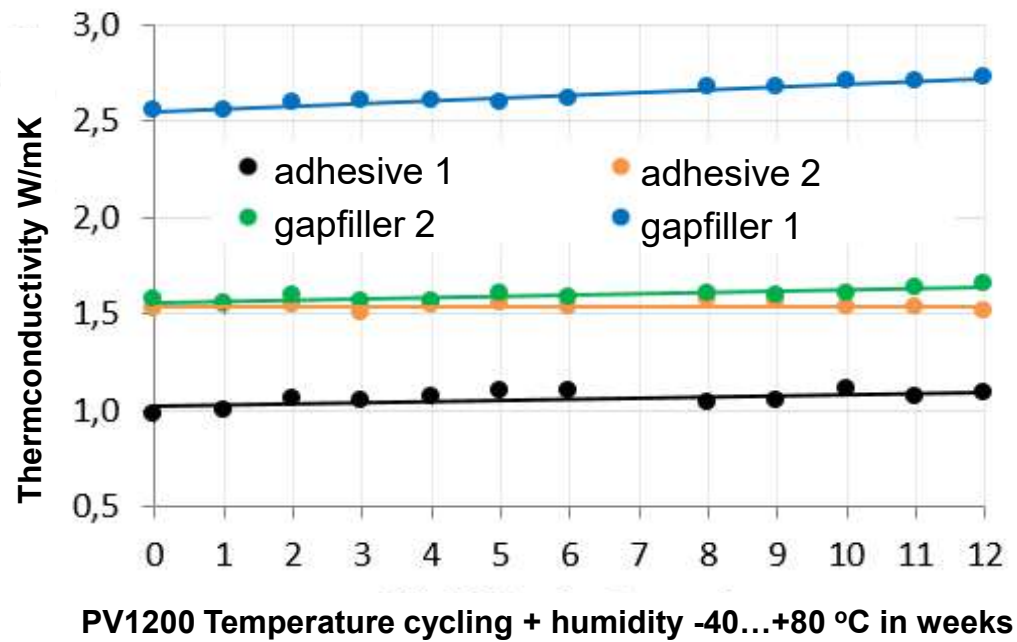 3,0
2,5
2,0
1,5
1,0
0,5
Thermconductivity W/mK
adhesive 1
adhesive 2
gapfiller 2
gapfiller 1
0 1 2 3 4 5 6 7 8 9 10 11 12
PV1200 Temperature cycling + humidity -40…+80 ºC in weeks